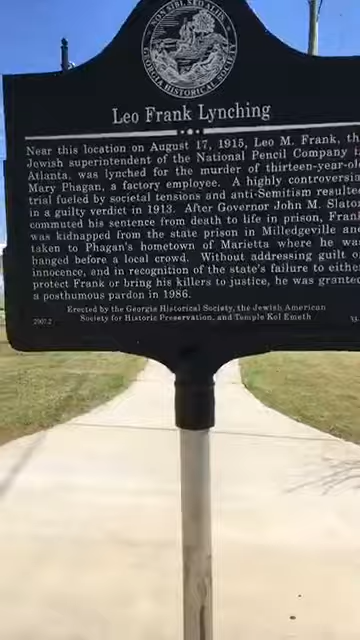 NON SIBI, SED ALIIS
GEORGIA HISTORICAL SOCIETY
Leo Frank Lynching
Near this location on August 17, 1915, Leo M. Frank, th
Jewish superintendent of the National Pencil Company i
Atlanta, was lynched for the murder of thirteen-year-ol
Mary Phagan, a factory employee. A highly controversia
trial fueled by societal tensions and anti-Semitism resulte
in a guilty verdict in 1913. After Governor John M. Slato
commuted his sentence from death to life in prison, Fran
was kidnapped from the state prison in Milledgeville and
taken to Phagan's hometown of Marietta where he wa
hanged before a local crowd. Without addressing guilt o
innocence, and in recognition of the state's failure to eithe
protect Frank or bring his killers to justice, he was grante
a posthumous pardon in 1986.
Erected by the Georgia Historical Society, the Jewish American
Society for Historic Preservation, and Temple Kol Emeth
2007.2